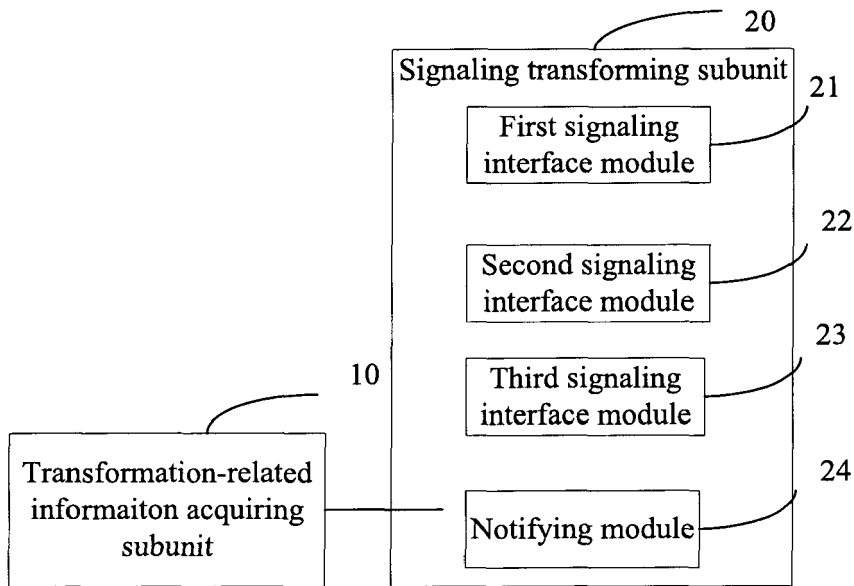 20
Signaling transforming subunit
21
First signaling
interface module
22
Second signaling
interface module
23
Third signaling
interface module
10
Transformation-related
informaiton acquiring
subunit
24
Notifying module